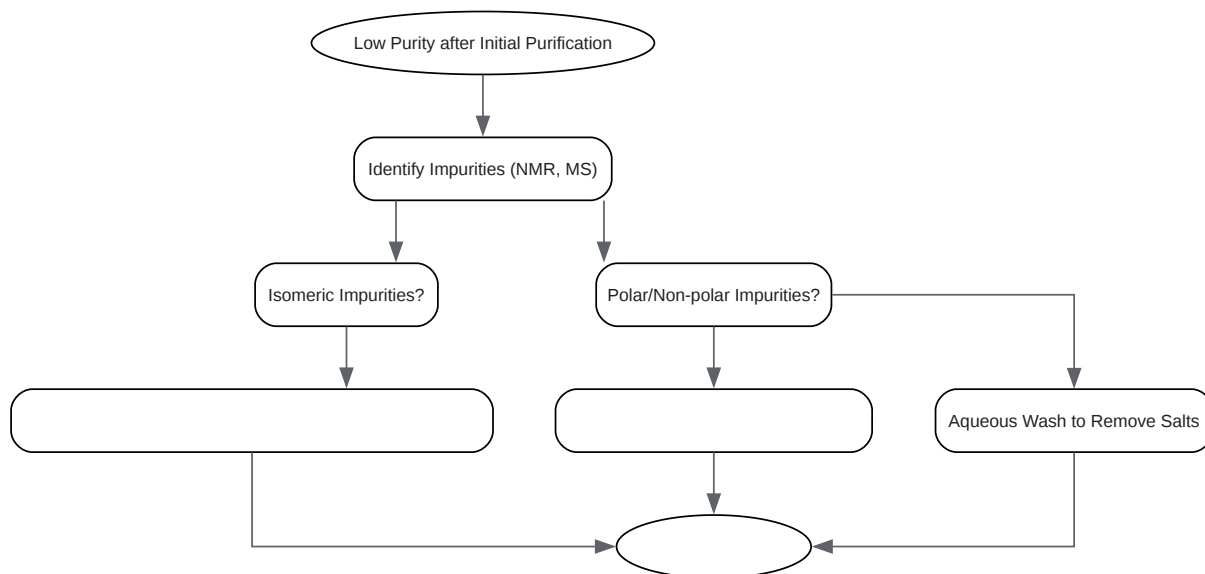 Low Purity after Initial Purification
Identify Impurities (NMR, MS)
Isomeric Impurities?
Polar/Non-polar Impurities?
Aqueous Wash to Remove Salts